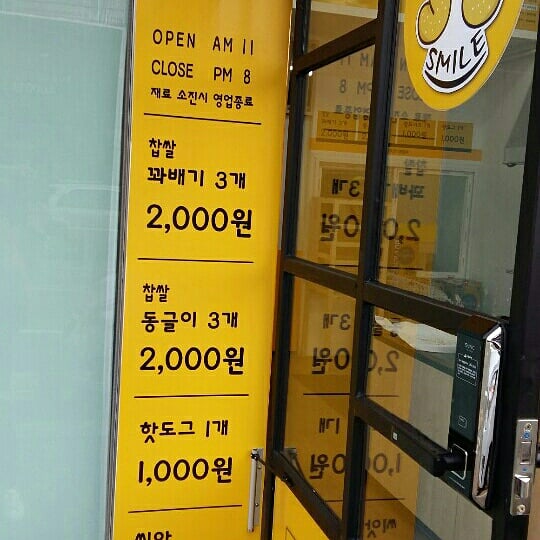 OPEN AM 11
CLOSE PM 8
재료 소진시 영업종료
찹쌀
꽈배기 3개
2,000원
찹쌀
동글이 3개
2,000원
핫도그 1개
1,000원
씨앗
SMILE